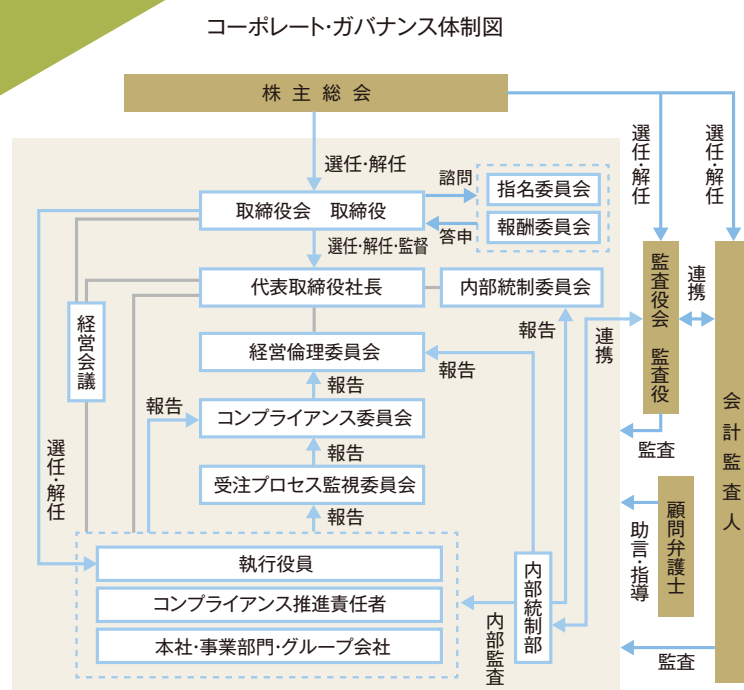 コーポレート・ガバナンス体制図
株主総会
選任・解任
選任・解任
選任・解任
諮問
指名委員会
取締役会　取締役
報酬委員会
答申
選任・解任・監督
代表取締役社長
内部統制委員会
監査役会　監査役
連携
経営会議
報告
連携
経営倫理委員会
報告
報告
報告
コンプライアンス委員会
会計監査人
監査
選任・解任
報告
受注プロセス監視委員会
報告
顧問弁護士
助言・指導
執行役員
コンプライアンス推進責任者
本社・事業部門・グループ会社
内部統制部
内部監査
監査